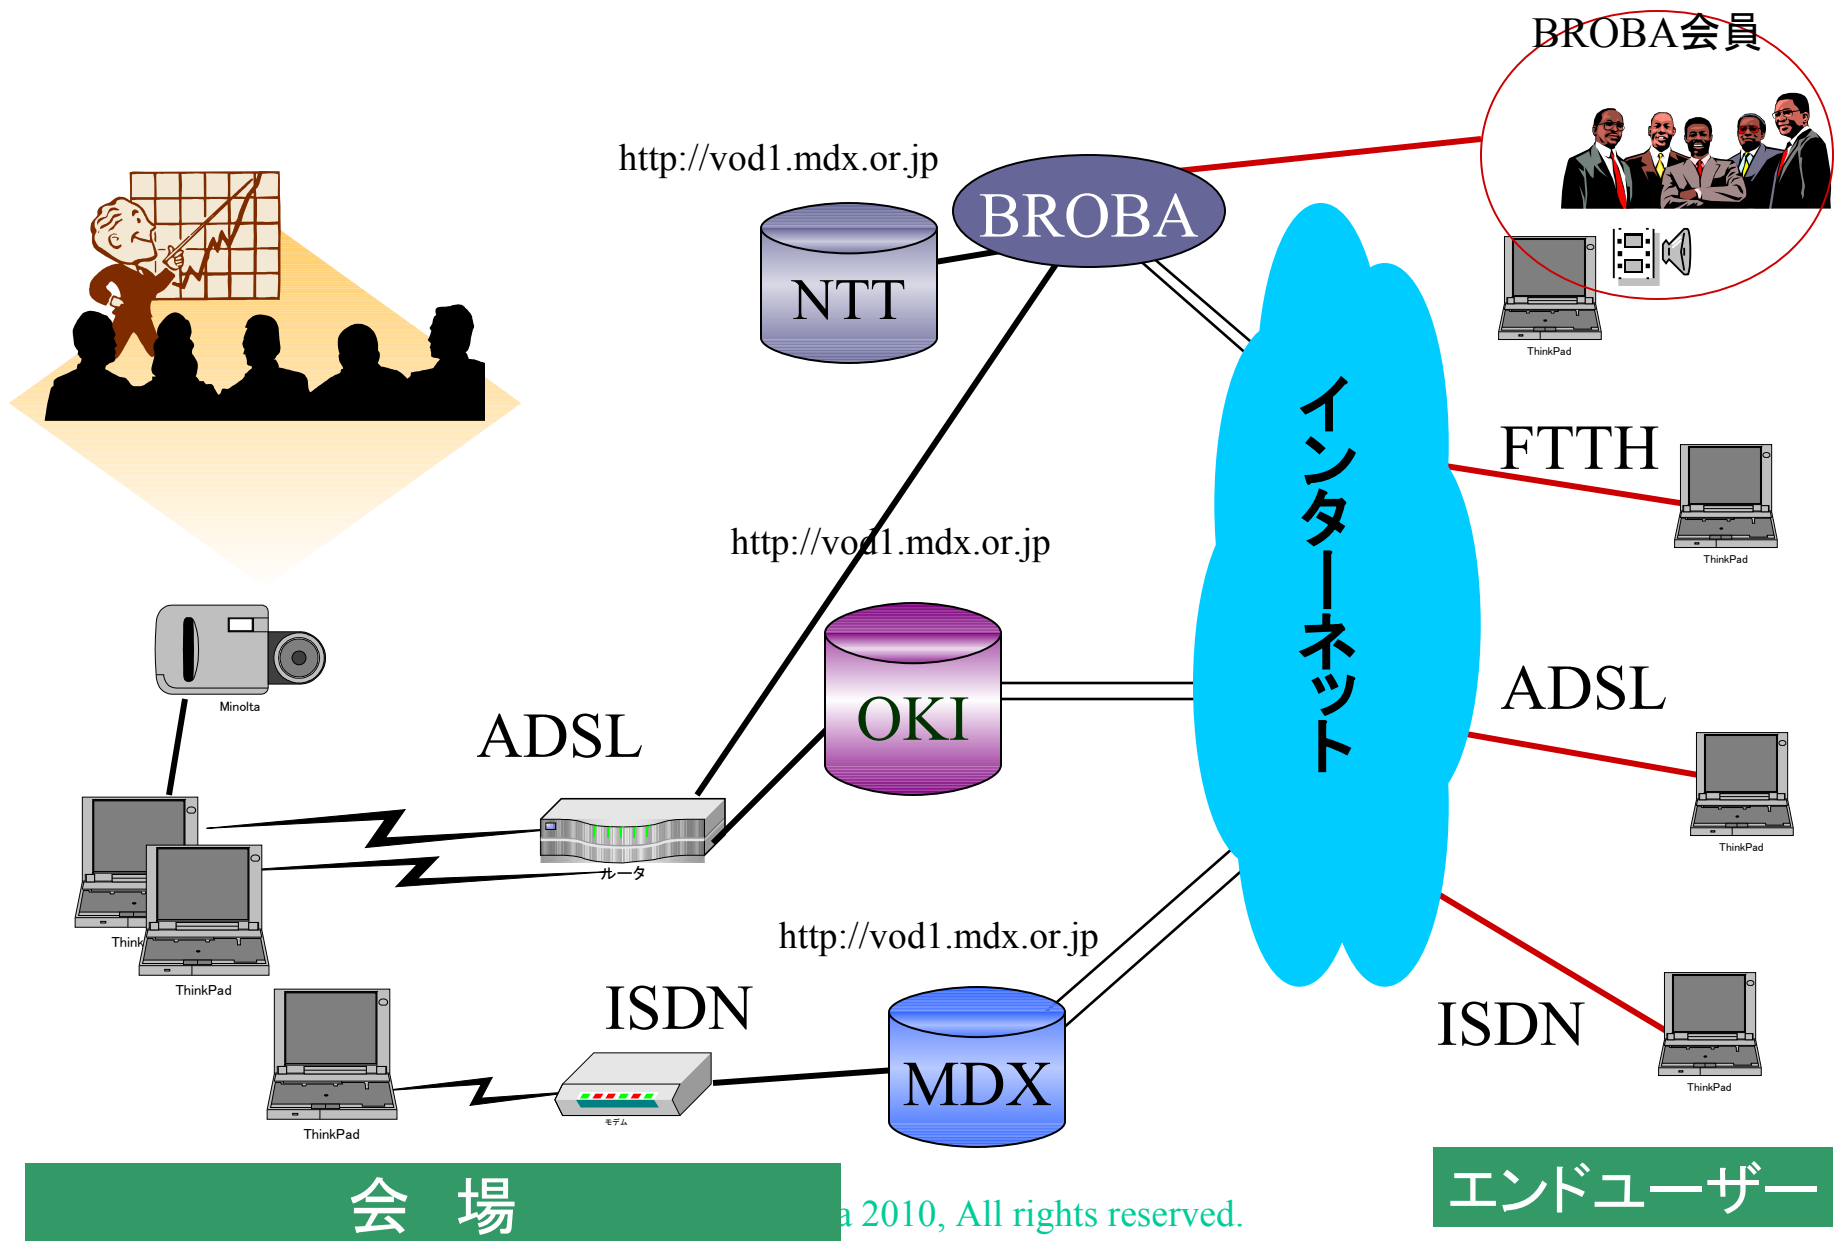 BROBA会員
http://vod1.mdx.or.jp
BROBA
NTT
ThinkPad
インターネット
FTTH
ThinkPad
http://vod1.mdx.or.jp
Minolta
ADSL
OKI
ADSL
ThinkPad
ルータ
Think
ThinkPad
http://vod1.mdx.or.jp
ISDN
MDX
ISDN
ThinkPad
モデム
ThinkPad
会 場
エンドユーザー
a 2010, All rights reserved.